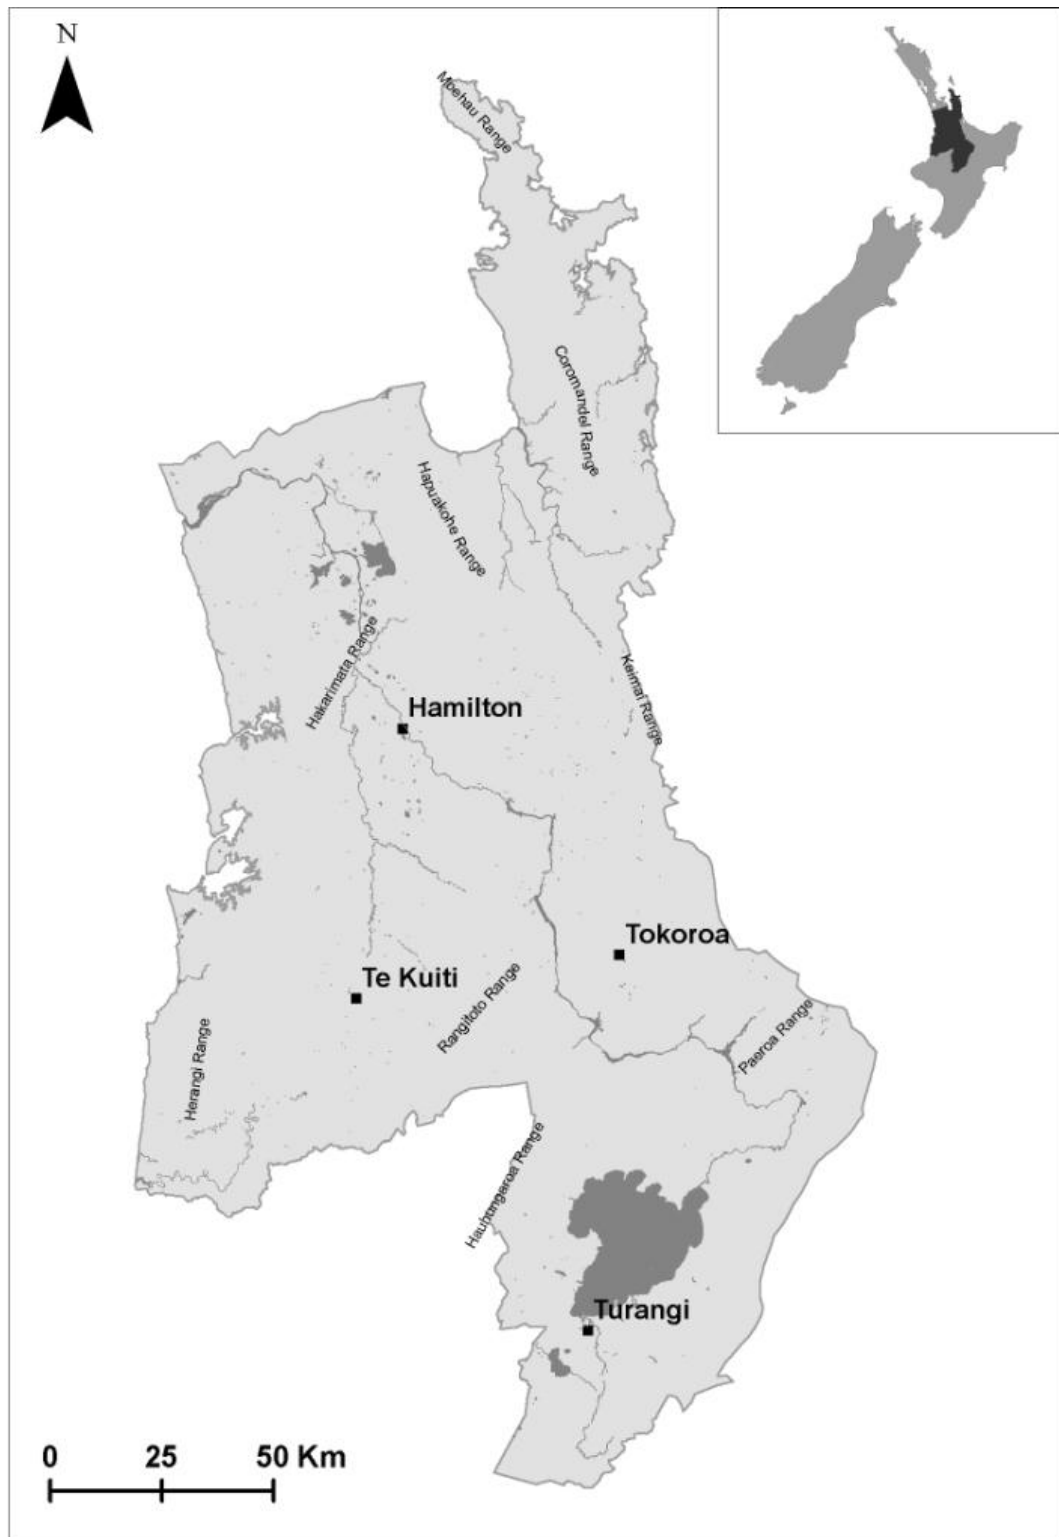 N
Moehau Range
Coromandel Range
Hapuakohe Range
Hakarimata Range
Kaimai Range
Hamilton
Tokoroa
Te Kuiti
Rangitoto Range
Paeroa Range
Herangi Range
Hauhungaroa Range
Turangi
0 25 50 Km